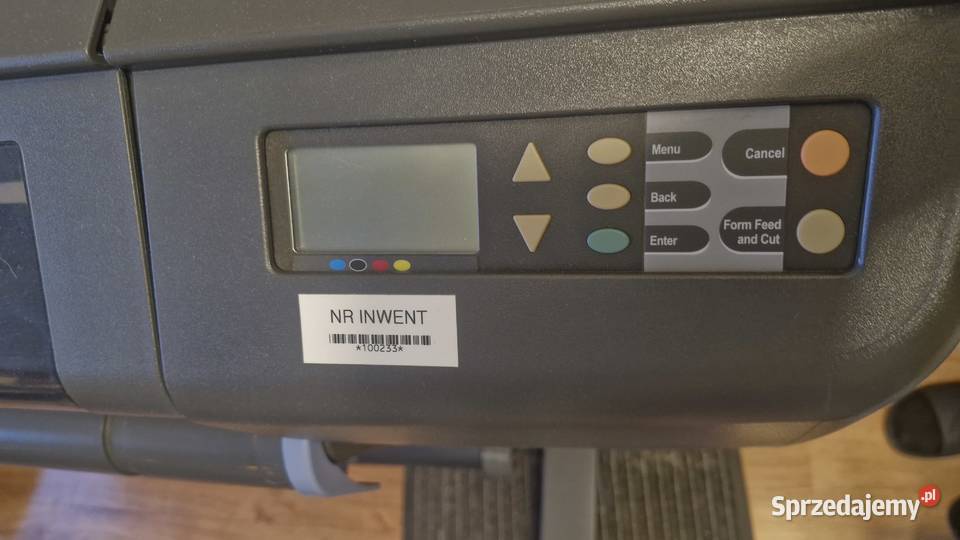 Menu
Cancel
Back
Form Feed
and Cut
Enter
NR INWENT
*100233*
Sprzedajemy.pl